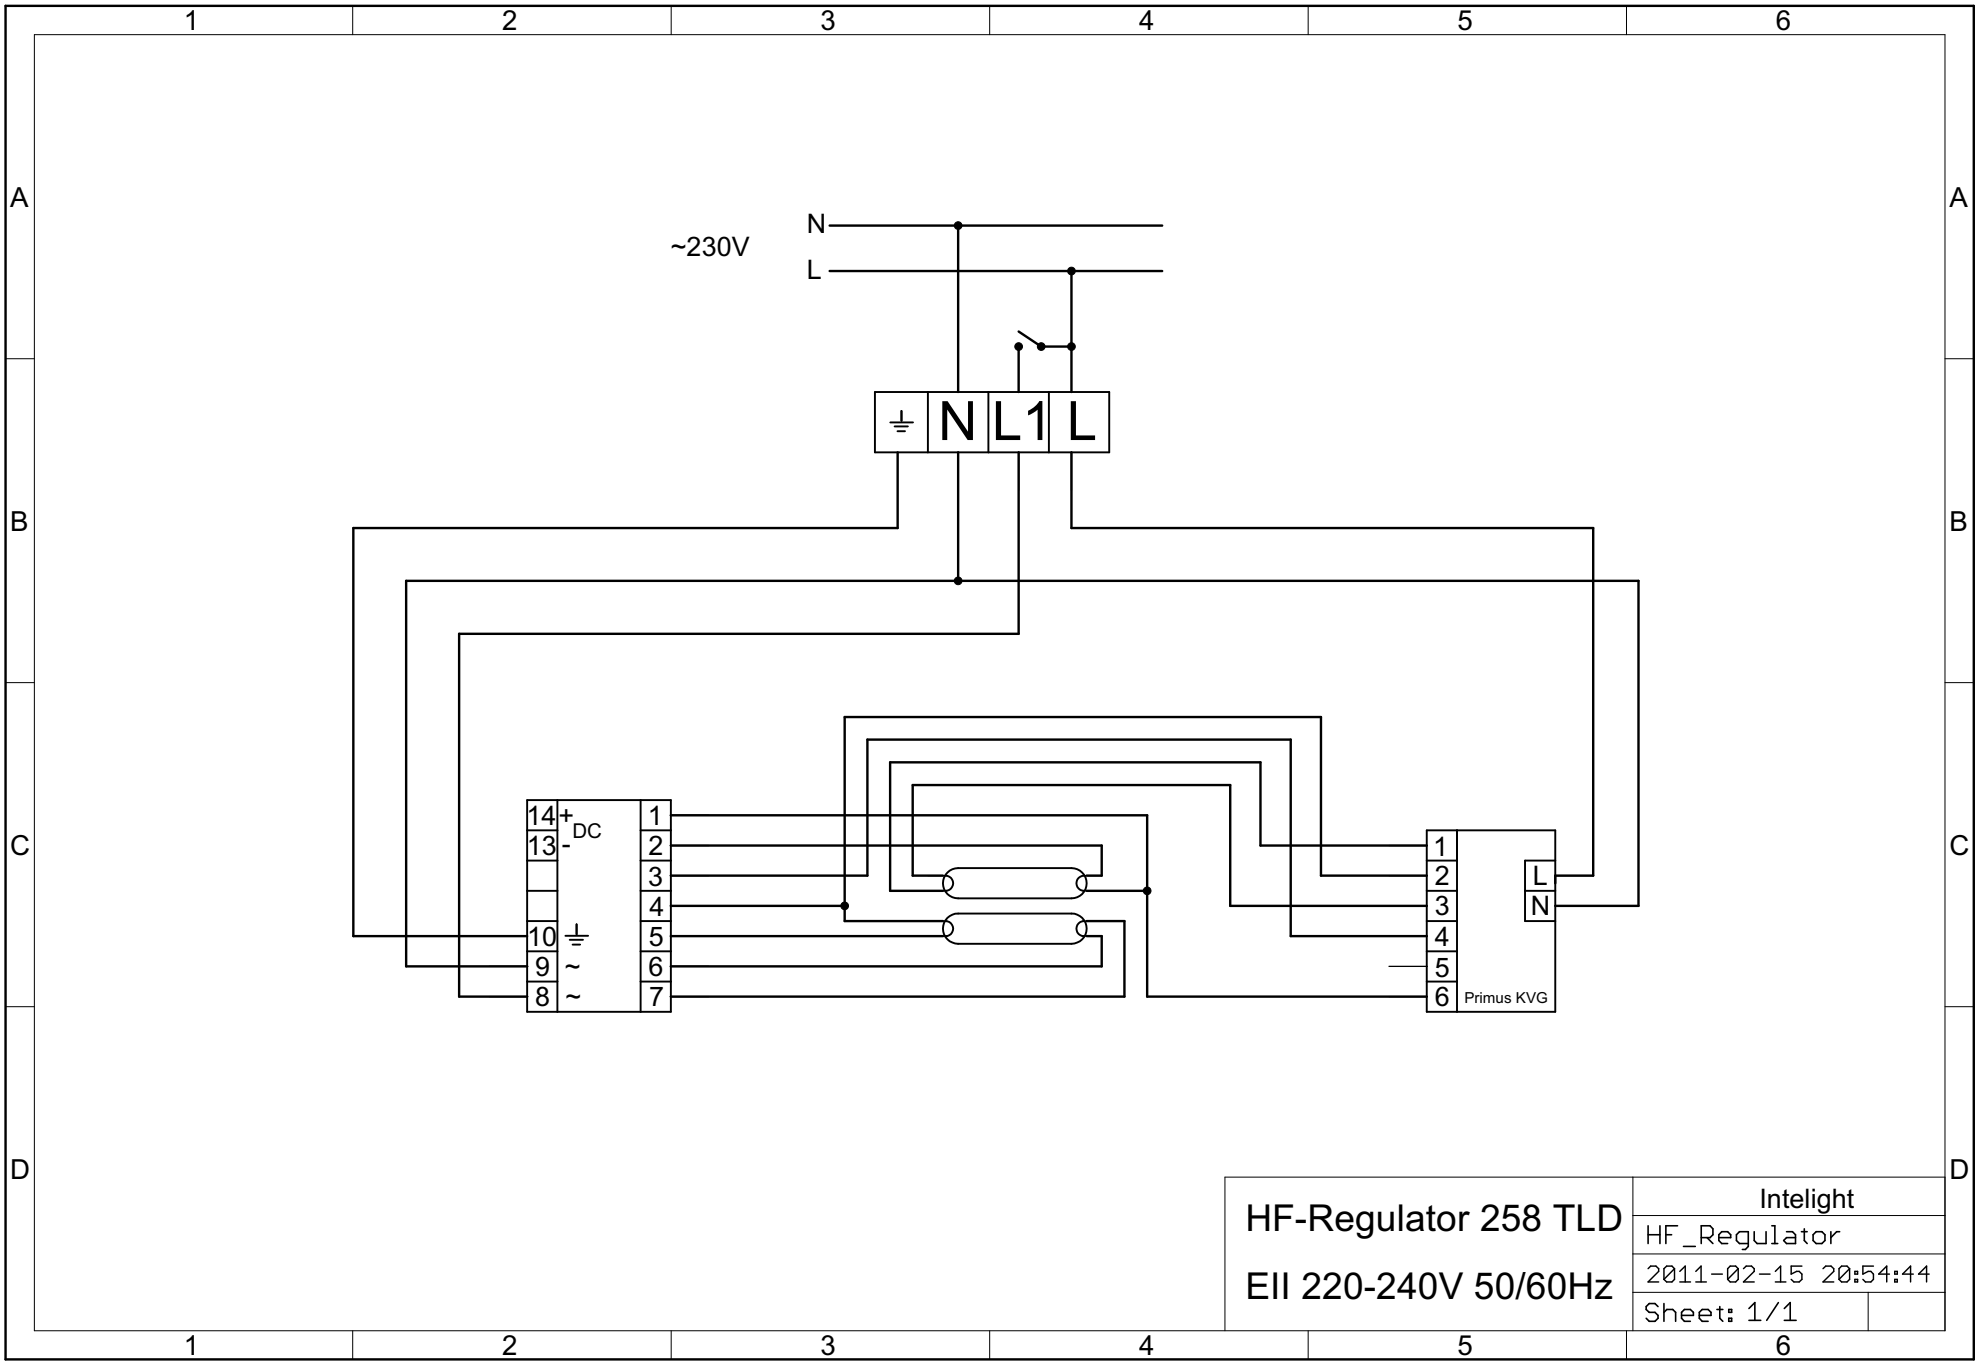 1 2 3 4 5 6
A A
N
~230V
L
⏚ N L1 L
B B
14 + DC 1
13 - 2
3
4
10 ⏚ 5
9 ~ 6
8 ~ 7
C C
1
2 L
3 N
4
5
6 Primus KVG
D D
HF-Regulator 258 TLD
EII 220-240V 50/60Hz
Intelight
HF_Regulator
2011-02-15 20:54:44
Sheet: 1/1
1 2 3 4 5 6